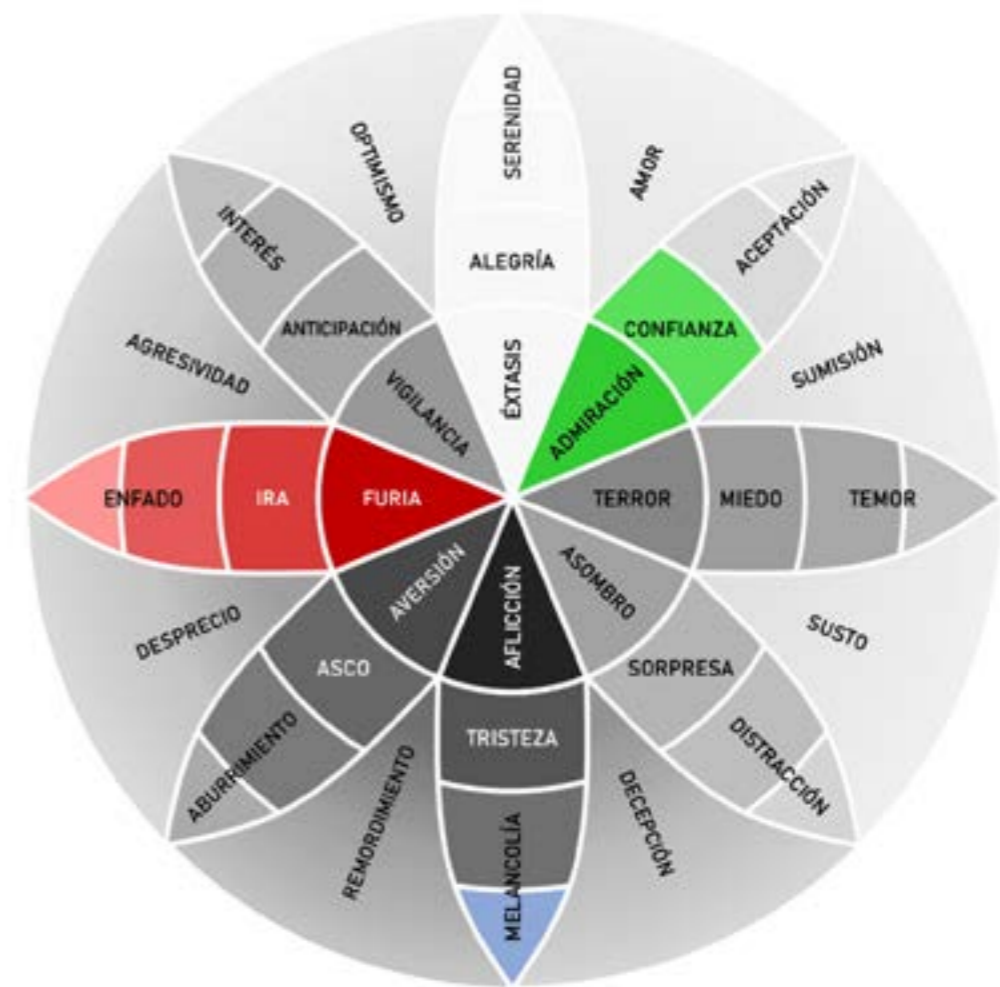 SERENIDAD
OPTIMISMO
AMOR
INTERÉS
ACEPTACIÓN
ALEGRÍA
ANTICIPACIÓN
CONFIANZA
AGRESIVIDAD
SUMISIÓN
VIGILANCIA
ÉXTASIS
ADMIRACIÓN
ENFADO
IRA
FURIA
TERROR
MIEDO
TEMOR
AVERSIÓN
AFLICCIÓN
ASOMBRO
DESPRECIO
SUSTO
ASCO
SORPRESA
TRISTEZA
ABURRIMIENTO
DISTRACCIÓN
REMORDIMIENTO
DECEPCIÓN
MELANCOLÍA